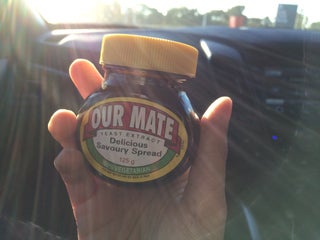 OUR MATE
YEAST EXTRACT
Delicious
Savoury Spread
125 g
VEGETARIAN